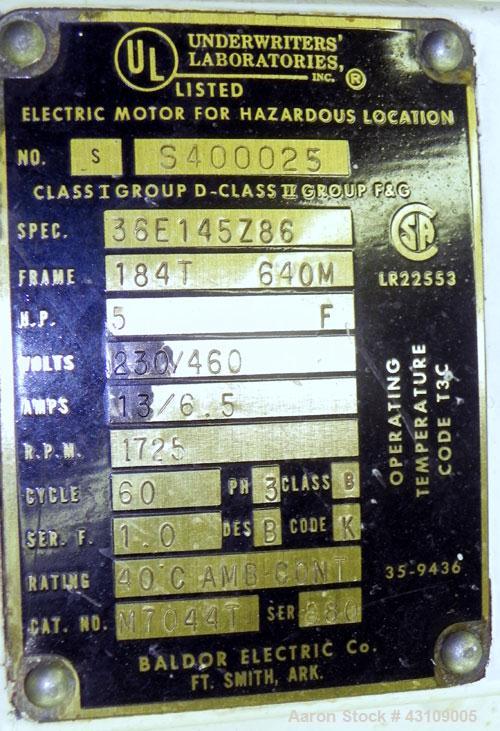 UL
UNDERWRITERS'
LABORATORIES,
INC. ®
LISTED
ELECTRIC MOTOR FOR HAZARDOUS LOCATION
NO. S S400025
CLASS I GROUP D-CLASS II GROUP F&G
SPEC. 36E145Z86
FRAME 184T 640M
H.P. 5 F
VOLTS 230/460
AMPS 13/6.5
R.P.M. 1725
CYCLE 60 PH 3 CLASS B
SER. F. 1.0 DES B CODE K
RATING 40 C AMB-CONT
CAT. NO. M7044T SER 880
SA
LR22553
OPERATING
TEMPERATURE
CODE T3C
35-9436
BALDOR ELECTRIC Co.
FT. SMITH, ARK.
Aaron Stock # 43109005